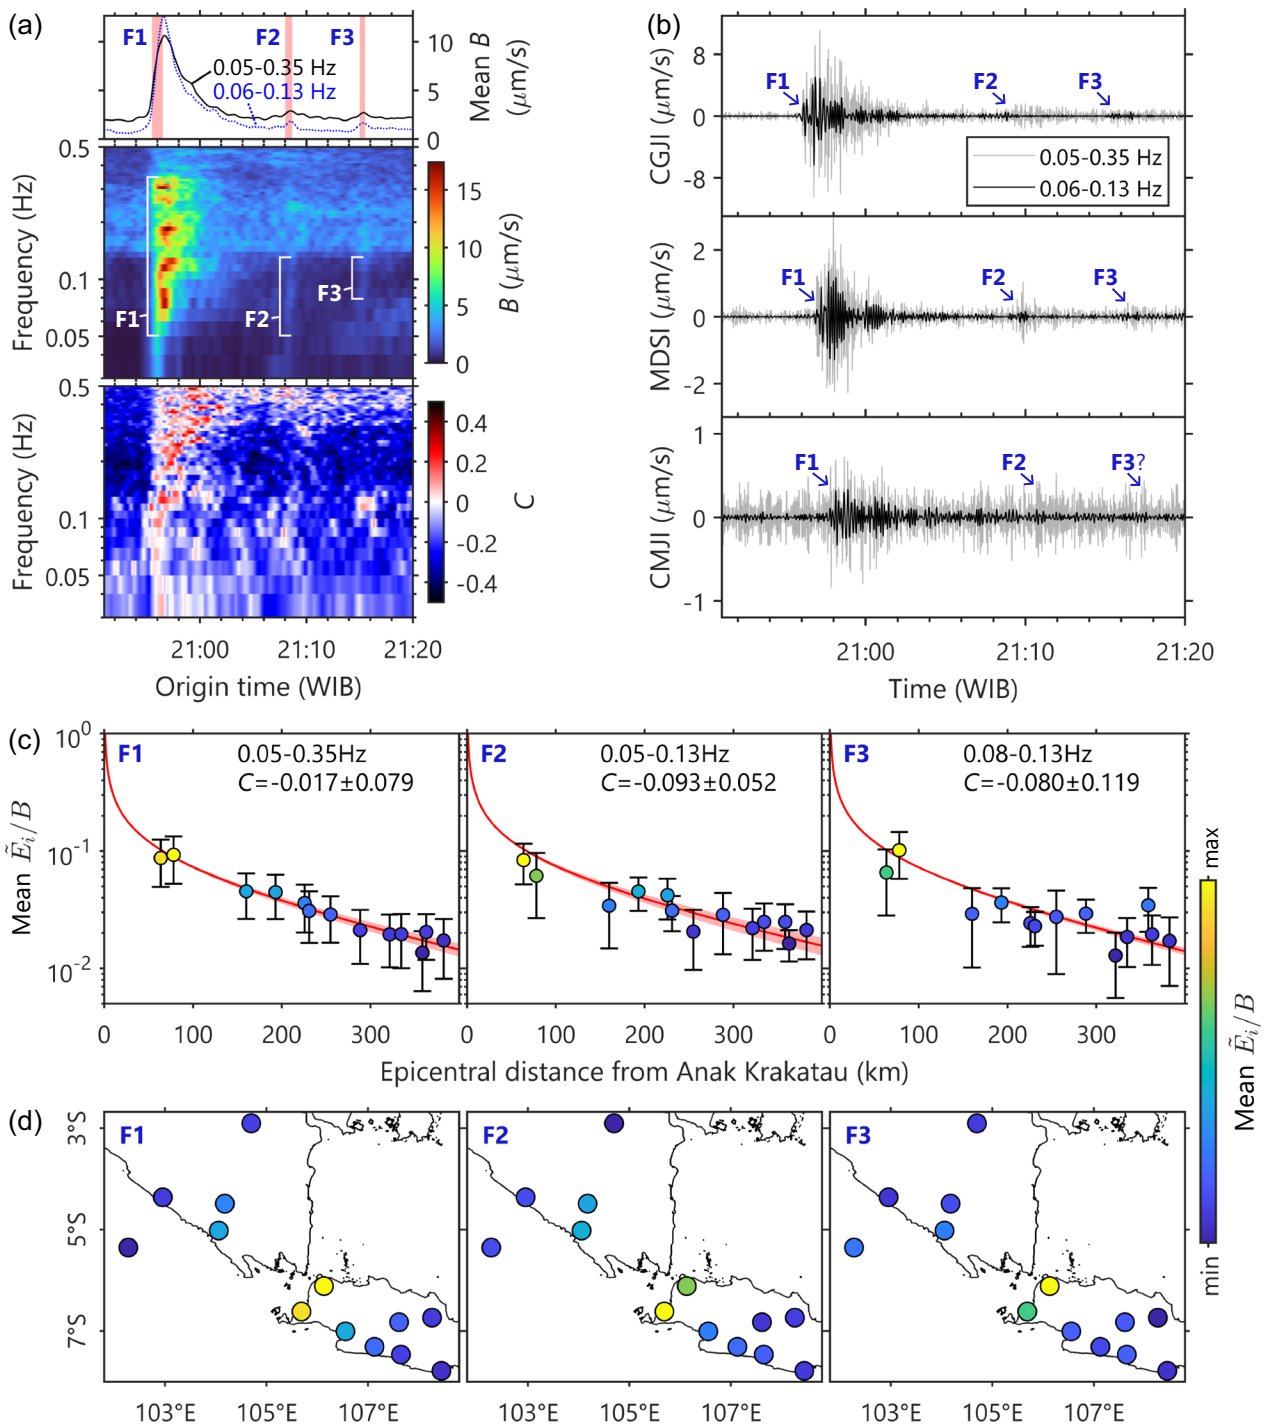 (a)
F1
F2
F3
0.05-0.35 Hz
0.06-0.13 Hz
10
5
0
Mean B
(μm/s)
0.5
0.1
0.05
Frequency (Hz)
F1
F2
F3
15
10
5
0
B (μm/s)
0.5
0.1
0.05
Frequency (Hz)
0.4
0.2
0
-0.2
-0.4
C
21:00
21:10
21:20
Origin time (WIB)
(b)
8
0
-8
CGJI (μm/s)
F1
F2
F3
0.05-0.35 Hz
0.06-0.13 Hz
2
0
-2
MDSI (μm/s)
F1
F2
F3
1
0
-1
CMJI (μm/s)
F1
F2
F3?
21:00
21:10
21:20
Time (WIB)
(c)
10⁰
10⁻¹
10⁻²
Mean Ẽᵢ/B
F1
0.05-0.35Hz
C=-0.017±0.079
F2
0.05-0.13Hz
C=-0.093±0.052
F3
0.08-0.13Hz
C=-0.080±0.119
0 100 200 300
0 100 200 300
0 100 200 300
Epicentral distance from Anak Krakatau (km)
max
min
Mean Ẽᵢ/B
(d)
3°S
5°S
7°S
F1
F2
F3
103°E 105°E 107°E
103°E 105°E 107°E
103°E 105°E 107°E